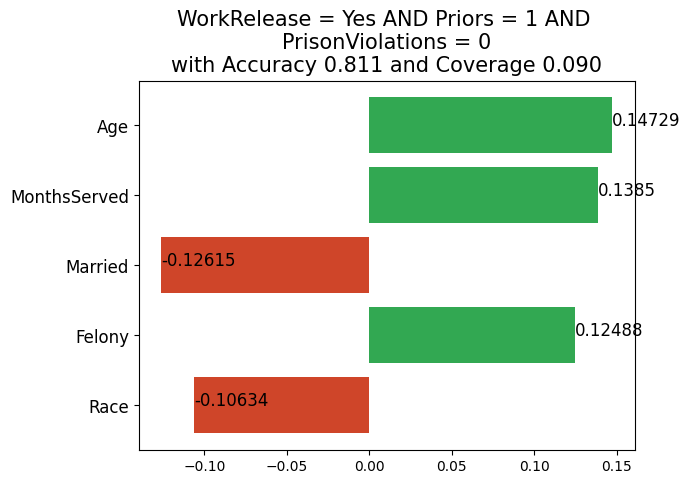 WorkRelease = Yes AND Priors = 1 AND
PrisonViolations = 0
with Accuracy 0.811 and Coverage 0.090
Age
0.14729
MonthsServed
0.1385
Married
-0.12615
Felony
0.12488
Race
-0.10634
−0.10
−0.05
0.00
0.05
0.10
0.15